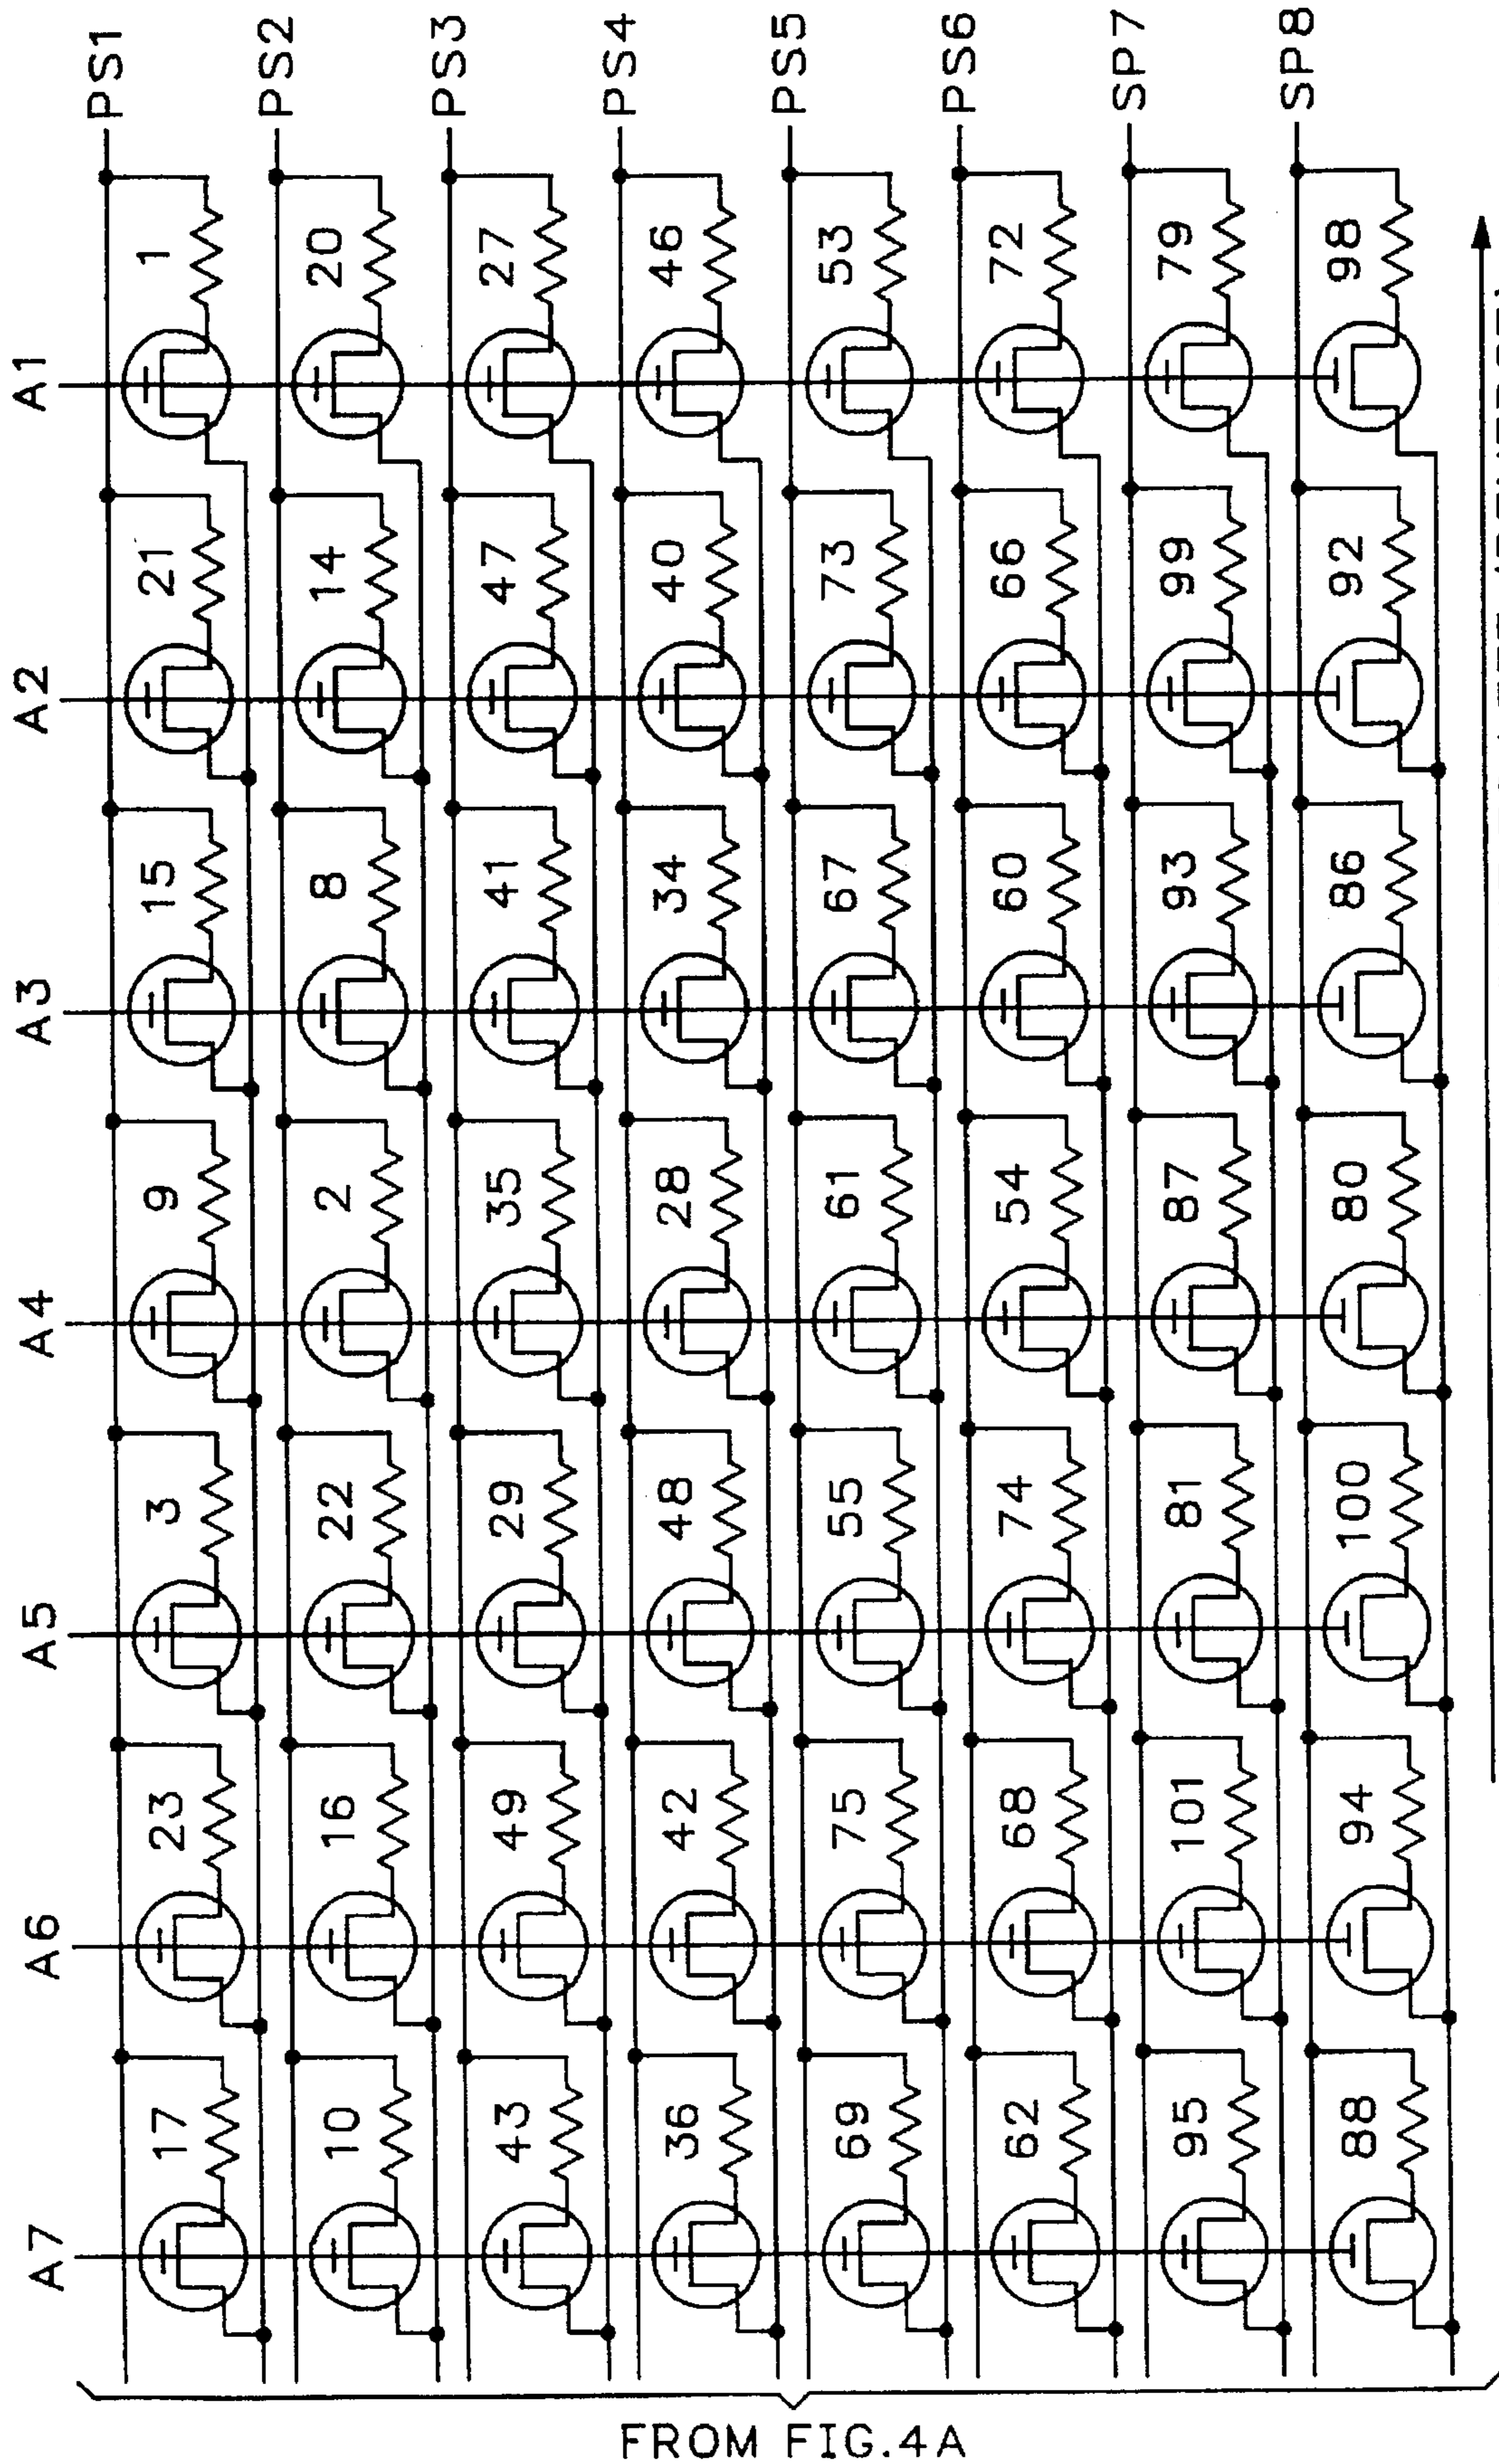 A7 A6 A5 A4 A3 A2 A1
17 23 3 9 15 21 1 PS1
10 16 22 2 8 14 20 PS2
43 49 29 35 41 47 27 PS3
36 42 48 28 34 40 46 PS4
69 75 55 61 67 73 53 PS5
62 68 74 54 60 66 72 PS6
95 101 81 87 93 99 79 SP7
88 94 100 80 86 92 98 SP8
FROM FIG.4A